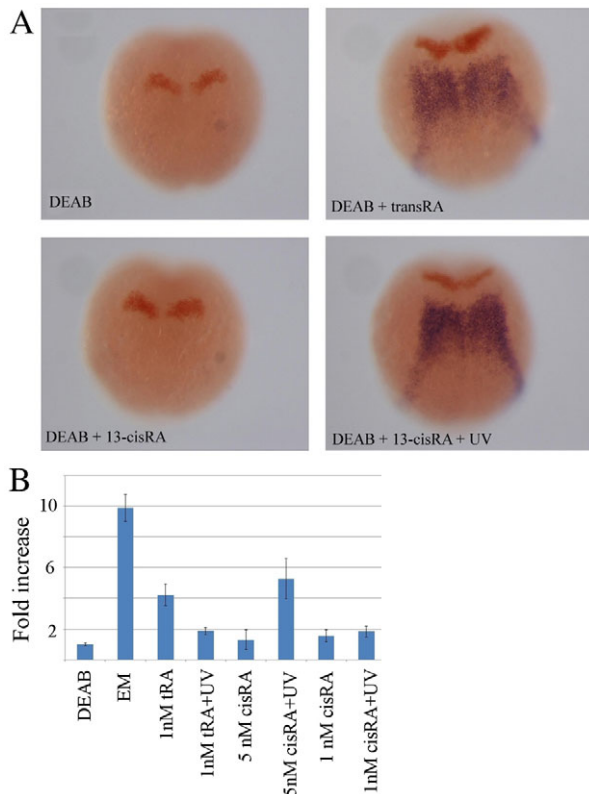 A
DEAB
DEAB + transRA
DEAB + 13-cisRA
DEAB + 13-cisRA + UV
B
Fold increase
10
6
2
DEAB
EM
1nM tRA
1nM tRA+UV
5 nM cisRA
5nM cisRA+UV
1 nM cisRA
1nM cisRA+UV